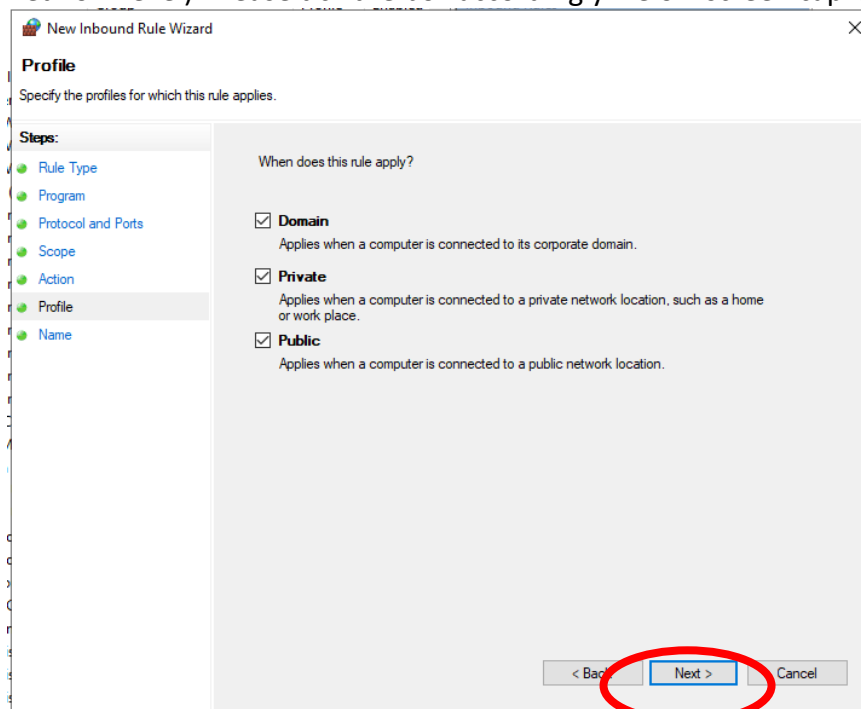 New Inbound Rule Wizard
Profile
Specify the profiles for which this rule applies.
Steps:
Rule Type
Program
Protocol and Ports
Scope
Action
Profile
Name
When does this rule apply?
Domain
Applies when a computer is connected to its corporate domain.
Private
Applies when a computer is connected to a private network location, such as a home
or work place.
Public
Applies when a computer is connected to a public network location.
< Back
Next >
Cancel